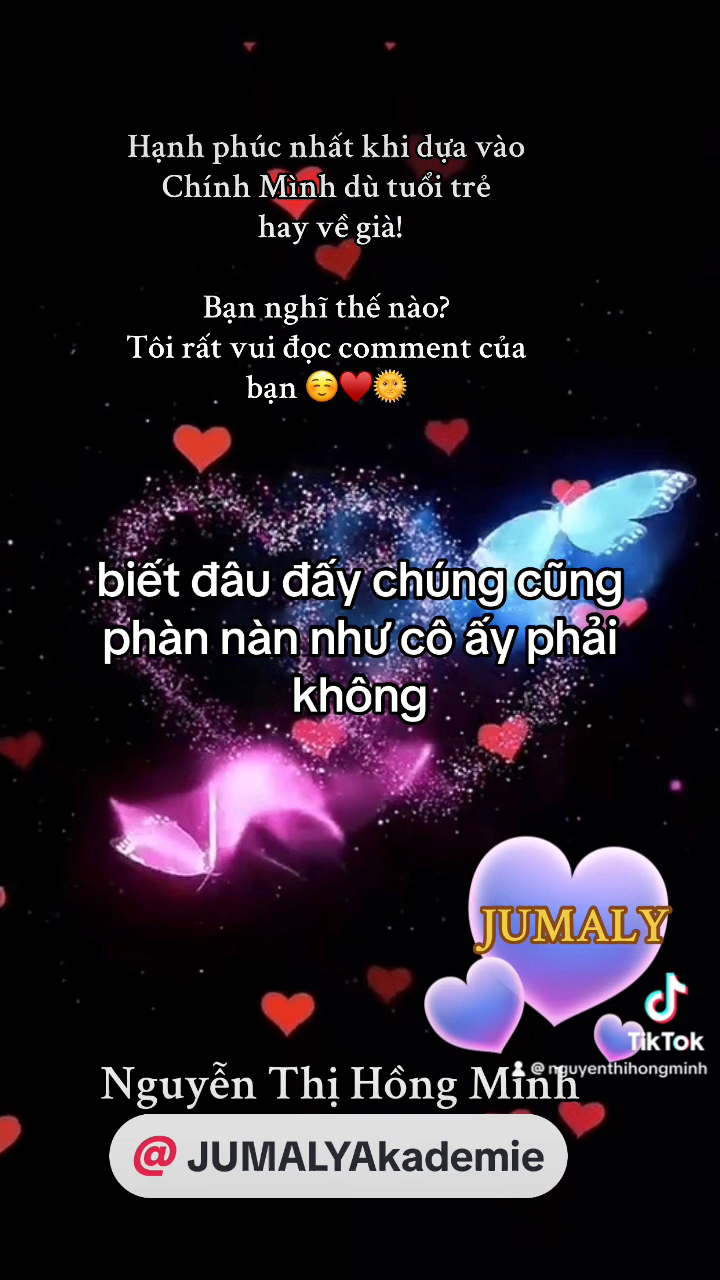 Hạnh phúc nhất khi dựa vào
Chính Mình dù tuổi trẻ
hay về già!
Bạn nghĩ thế nào?
Tôi rất vui đọc comment của
bạn ☺️♥️🌞
biết đâu đấy chúng cũng
phàn nàn như cô ấy phải
không
JUMALY
TikTok
@nguyenthihongminh
Nguyễn Thị Hồng Minh
@ JUMALYAkademie